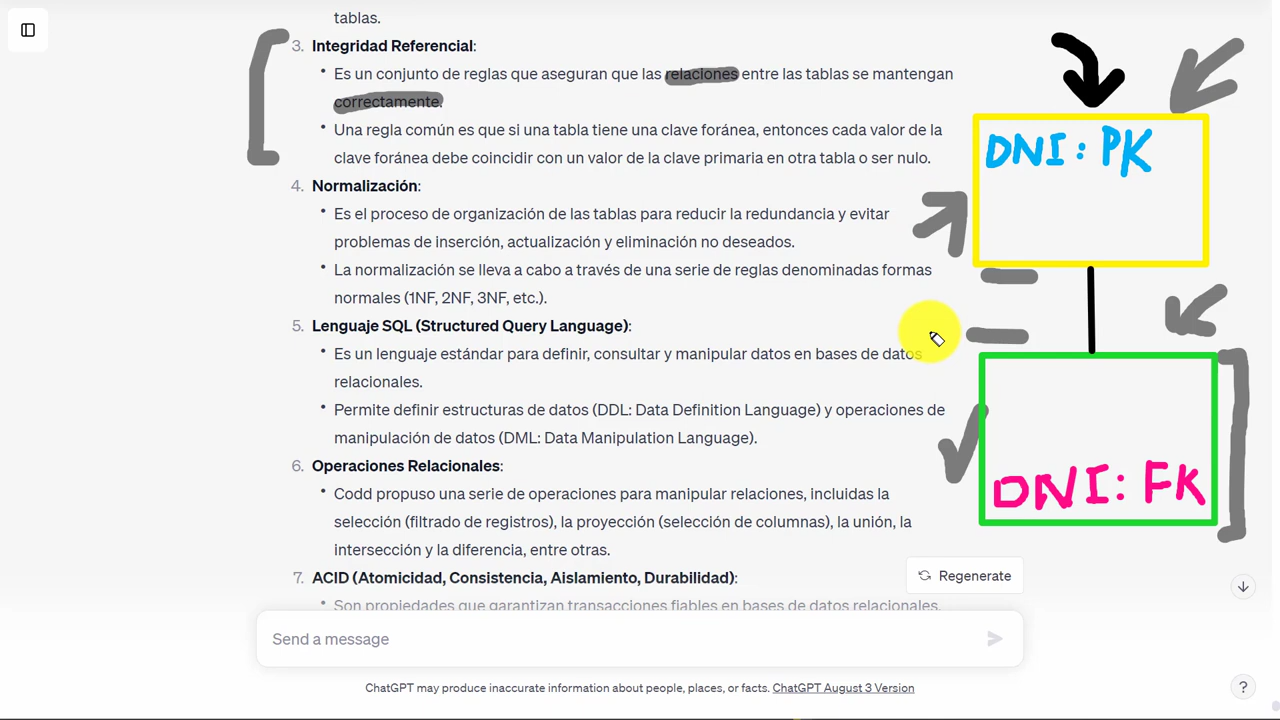 tablas.
3. Integridad Referencial:
• Es un conjunto de reglas que aseguran que las relaciones entre las tablas se mantengan
correctamente.
• Una regla común es que si una tabla tiene una clave foránea, entonces cada valor de la
clave foránea debe coincidir con un valor de la clave primaria en otra tabla o ser nulo.
4. Normalización:
• Es el proceso de organización de las tablas para reducir la redundancia y evitar
problemas de inserción, actualización y eliminación no deseados.
• La normalización se lleva a cabo a través de una serie de reglas denominadas formas
normales (1NF, 2NF, 3NF, etc.).
5. Lenguaje SQL (Structured Query Language):
• Es un lenguaje estándar para definir, consultar y manipular datos en bases de datos
relacionales.
• Permite definir estructuras de datos (DDL: Data Definition Language) y operaciones de
manipulación de datos (DML: Data Manipulation Language).
6. Operaciones Relacionales:
• Codd propuso una serie de operaciones para manipular relaciones, incluidas la
selección (filtrado de registros), la proyección (selección de columnas), la unión, la
intersección y la diferencia, entre otras.
7. ACID (Atomicidad, Consistencia, Aislamiento, Durabilidad):
• Son propiedades que garantizan transacciones fiables en bases de datos relacionales.
DNI: PK
DNI: FK
Regenerate
Send a message
ChatGPT may produce inaccurate information about people, places, or facts. ChatGPT August 3 Version
?